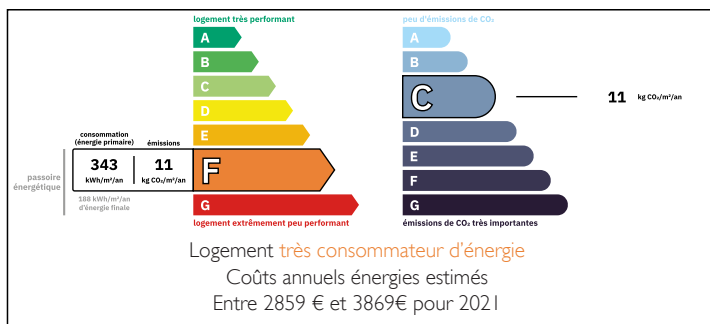 logement très performant
A
B
C
D
E
consommation
(énergie primaire)
émissions
343
kWh/m²/an
11
kg CO₂/m²/an
F
passoire
énergétique
188 kWh/m²/an
d'énergie finale
G
logement extrêmement peu performant
peu d'émissions de CO₂
A
B
C
11 kg CO₂/m²/an
D
E
F
G
émissions de CO₂ très importantes
Logement très consommateur d'énergie
Coûts annuels énergies estimés
Entre 2859 € et 3869€ pour 2021